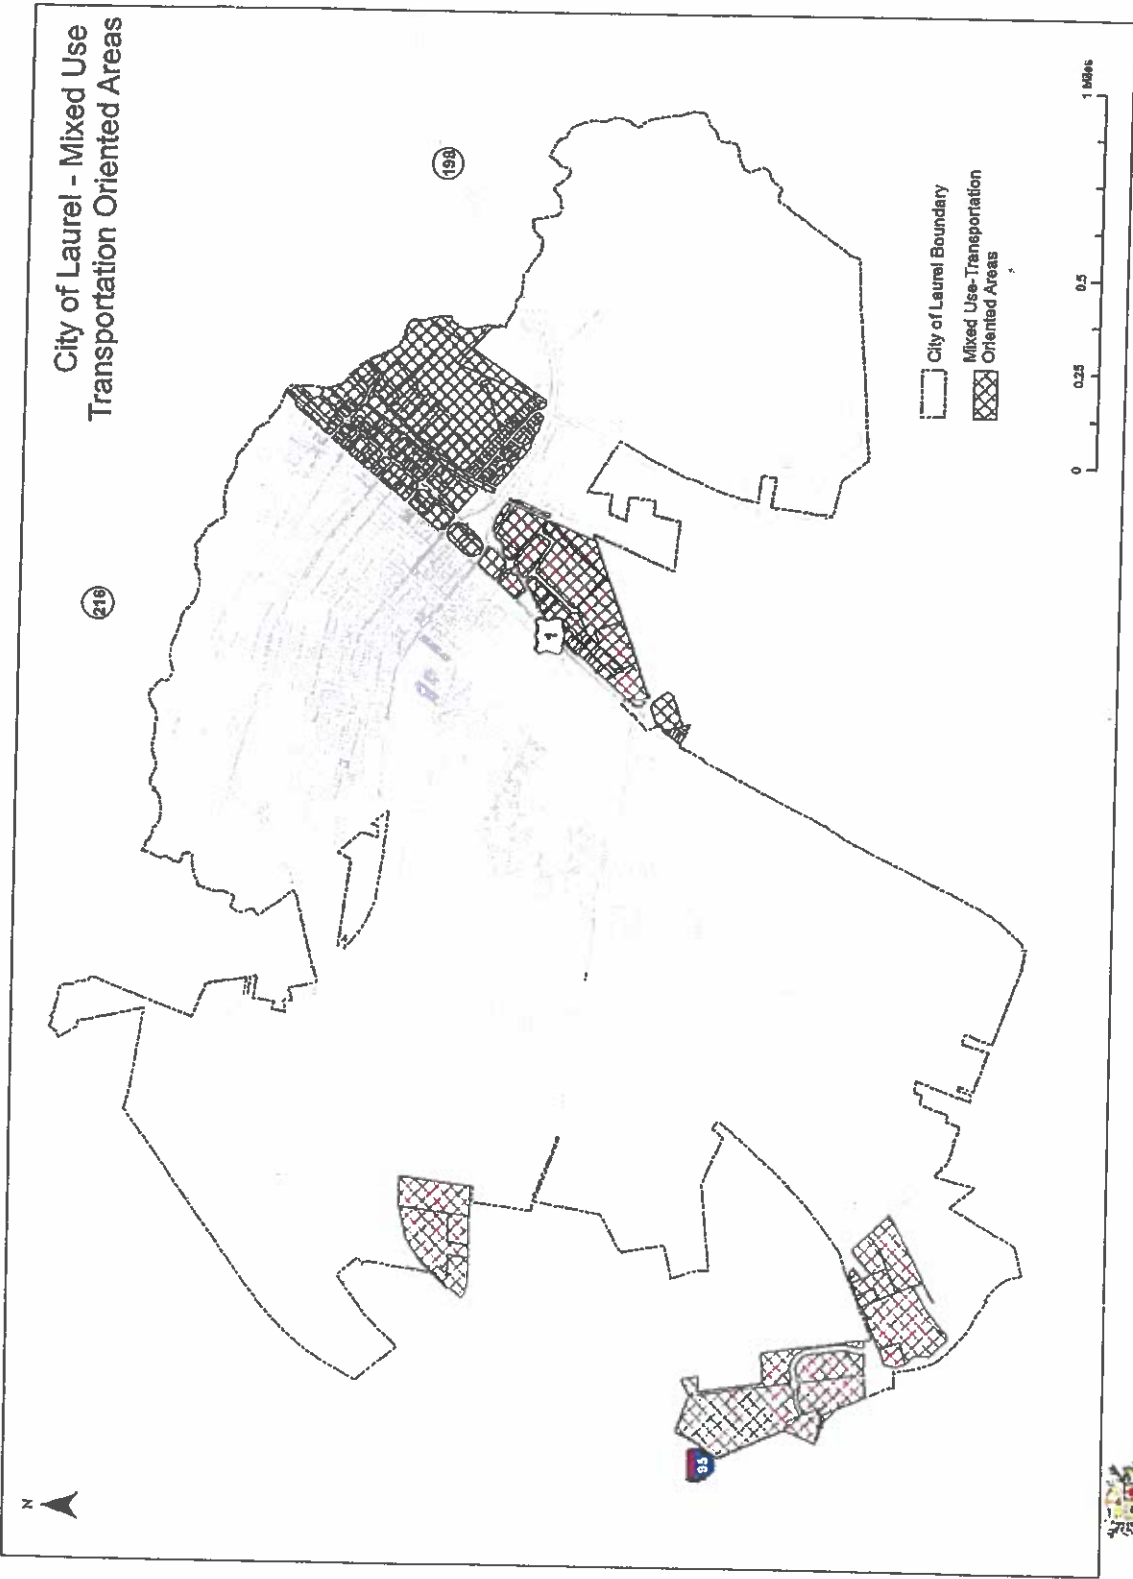 City of Laurel - Mixed Use
Transportation Oriented Areas
N
216
198
1
95
City of Laurel Boundary
Mixed Use-Transportation
Oriented Areas
0
0.25
0.5
1 Miles